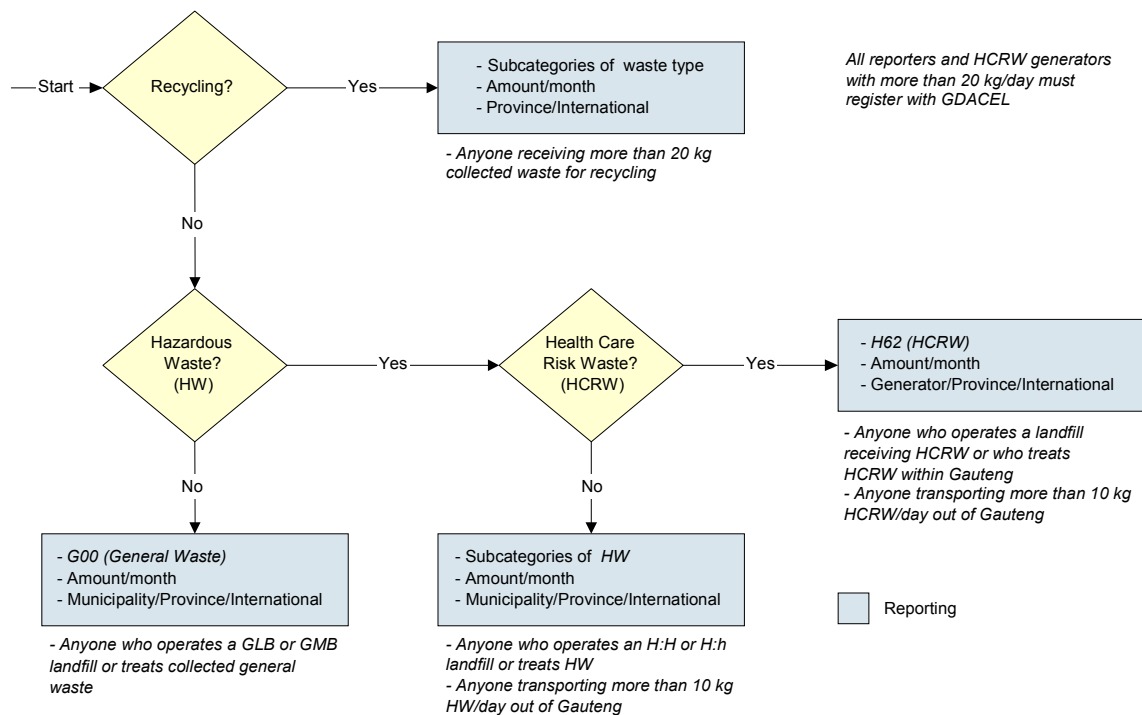 Start
Recycling?
Yes
- Subcategories of waste type
- Amount/month
- Province/International
- Anyone receiving more than 20 kg
collected waste for recycling
All reporters and HCRW generators
with more than 20 kg/day must
register with GDACEL
No
Hazardous
Waste?
(HW)
Yes
Health Care
Risk Waste?
(HCRW)
Yes
- H62 (HCRW)
- Amount/month
- Generator/Province/International
- Anyone who operates a landfill
receiving HCRW or who treats
HCRW within Gauteng
- Anyone transporting more than 10 kg
HCRW/day out of Gauteng
No
- G00 (General Waste)
- Amount/month
- Municipality/Province/International
- Anyone who operates a GLB or GMB
landfill or treats collected general
waste
No
- Subcategories of HW
- Amount/month
- Municipality/Province/International
- Anyone who operates an H:H or H:h
landfill or treats HW
- Anyone transporting more than 10 kg
HW/day out of Gauteng
Reporting